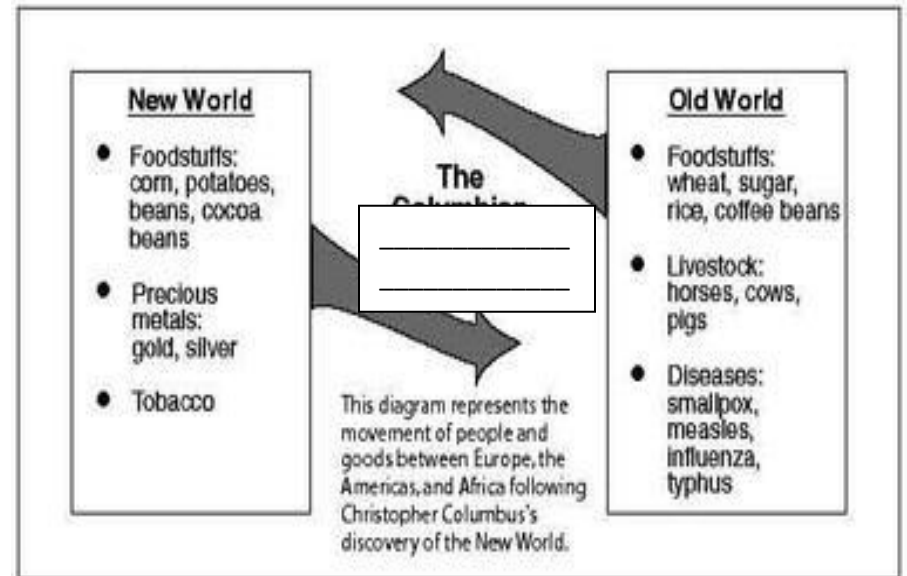 New World
• Foodstuffs:
corn, potatoes,
beans, cocoa
beans
• Precious
metals:
gold, silver
• Tobacco
The
Columbian
This diagram represents the
movement of people and
goods between Europe, the
Americas, and Africa following
Christopher Columbus's
discovery of the New World.
Old World
• Foodstuffs:
wheat, sugar,
rice, coffee beans
• Livestock:
horses, cows,
pigs
• Diseases:
smallpox,
measles,
influenza,
typhus